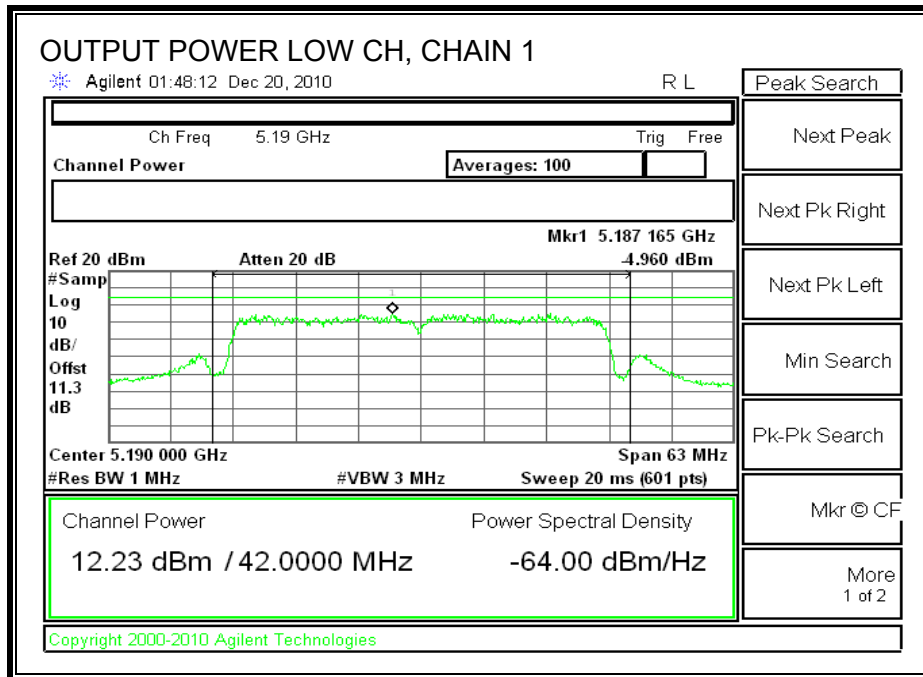 OUTPUT POWER LOW CH, CHAIN 1
Agilent 01:48:12 Dec 20, 2010 R L
Peak Search
Ch Freq 5.19 GHz Trig Free
Channel Power Averages: 100
Mkr1 5.187 165 GHz
Ref 20 dBm Atten 20 dB -4.960 dBm
#Samp
Log
10
dB/
Offst
11.3
dB
1
Center 5.190 000 GHz Span 63 MHz
#Res BW 1 MHz #VBW 3 MHz Sweep 20 ms (601 pts)
Channel Power Power Spectral Density
12.23 dBm / 42.0000 MHz -64.00 dBm/Hz
Copyright 2000-2010 Agilent Technologies
Next Peak
Next Pk Right
Next Pk Left
Min Search
Pk-Pk Search
Mkr © CF
More
1 of 2